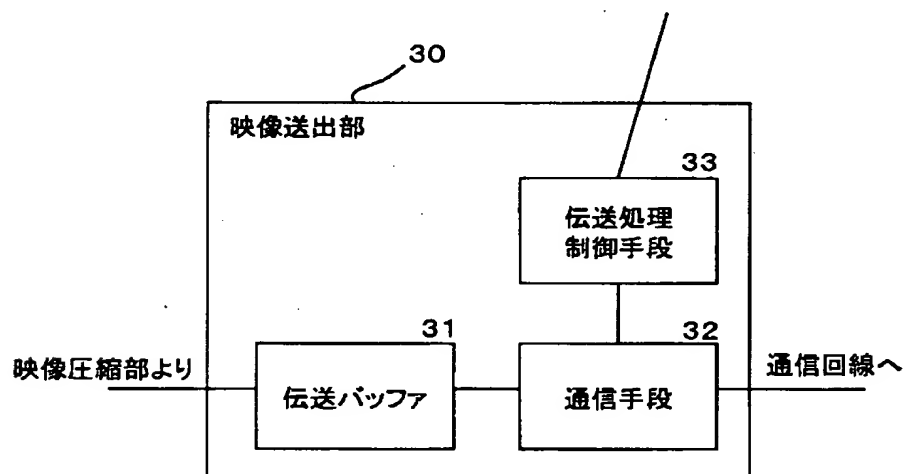 30
映像送出部
33
伝送処理
制御手段
31
32
映像圧縮部より
伝送バッファ
通信手段
通信回線へ